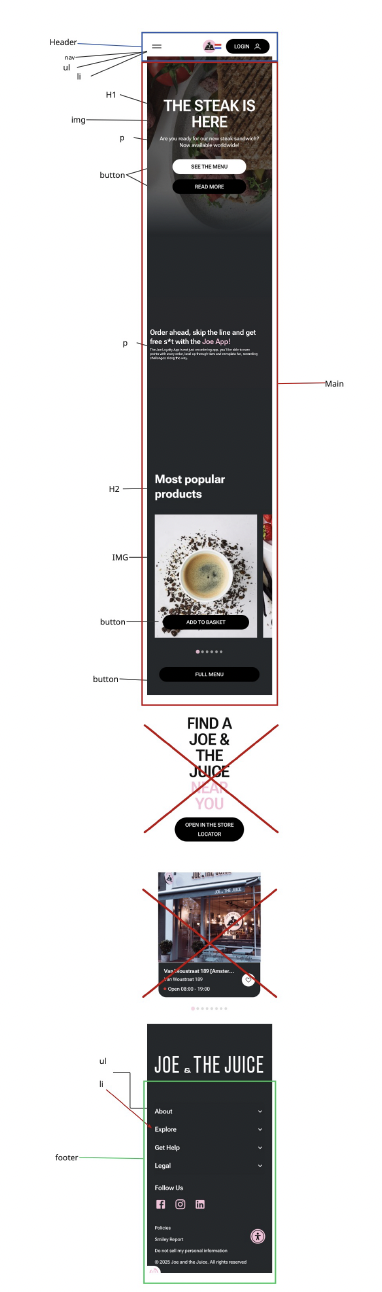 Header
nav
ul
li
LOGIN
H1
THE STEAK IS
HERE
img
p
Are you ready for our new steak sandwich?
Now available worldwide!
SEE THE MENU
button
READ MORE
Order ahead, skip the line and get
p
free s*t with the Joe App!
Main
H2
Most popular
products
IMG
button
ADD TO BASKET
button
FULL MENU
FIND A
JOE &
THE
JUICE
NEAR
YOU
OPEN IN THE STORE
LOCATOR
JOE & THE JUICE
Van Woustraat 189 [Amster...
Van Woustraat 189
Open 08:00 - 19:00
JOE & THE JUICE
ul
li
About
Explore
Get Help
footer
Legal
Follow Us
Policies
Smiley Report
Do not sell my personal information
© 2025 Joe and the Juice. All rights reserved